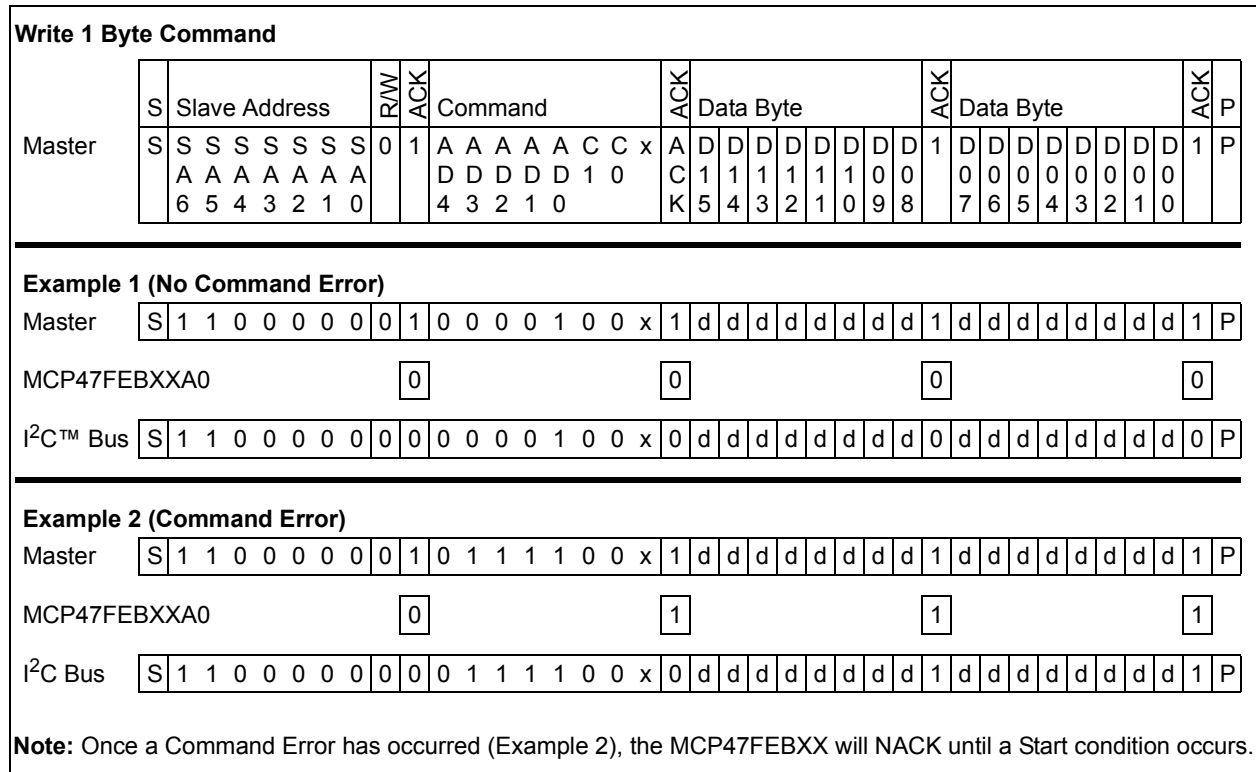 Write 1 Byte Command
S Slave Address R/W ACK Command ACK Data Byte ACK Data Byte ACK P
Master S S S S S S S S 0 1 A A A A A C C x A D D D D D D D D 1 D D D D D D D D 1 P
A A A A A A A D D D D D 1 0 C 1 1 1 1 1 1 0 0 0 0 0 0 0 0 0 0
6 5 4 3 2 1 0 4 3 2 1 0 K 5 4 3 2 1 0 9 8 7 6 5 4 3 2 1 0
Example 1 (No Command Error)
Master S 1 1 0 0 0 0 0 0 1 0 0 0 0 1 0 0 x 1 d d d d d d d d 1 d d d d d d d d 1 P
MCP47FEBXXA0 0 0 0 0
I²C™ Bus S 1 1 0 0 0 0 0 0 0 0 0 0 0 1 0 0 x 0 d d d d d d d d 0 d d d d d d d d 0 P
Example 2 (Command Error)
Master S 1 1 0 0 0 0 0 0 1 0 1 1 1 1 0 0 x 1 d d d d d d d d 1 d d d d d d d d 1 P
MCP47FEBXXA0 0 1 1 1
I²C Bus S 1 1 0 0 0 0 0 0 0 0 1 1 1 1 0 0 x 0 d d d d d d d d 1 d d d d d d d d 1 P
Note: Once a Command Error has occurred (Example 2), the MCP47FEBXX will NACK until a Start condition occurs.